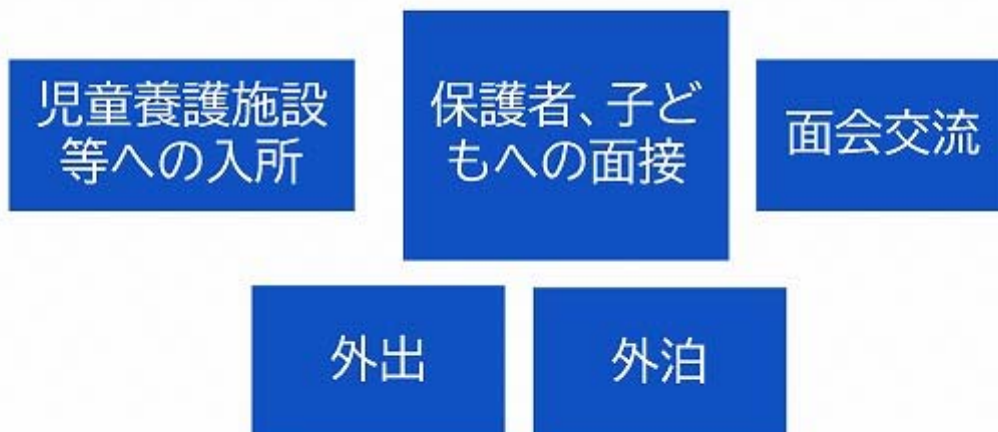 児童養護施設
等への入所
保護者、子ど
もへの面接
面会交流
外出
外泊